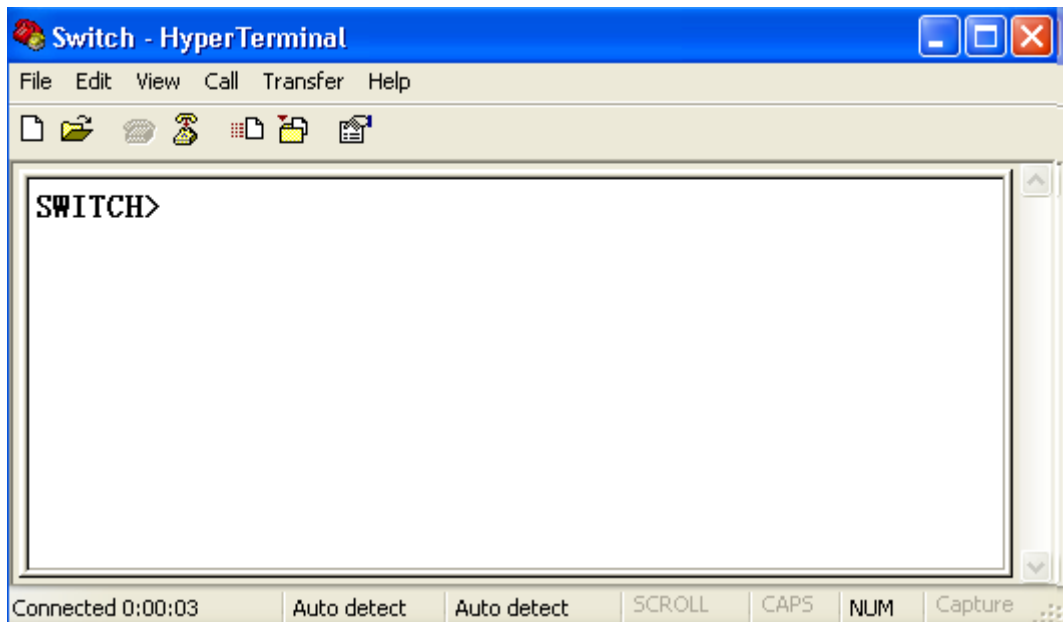 Switch - HyperTerminal
File Edit View Call Transfer Help
SWITCH>
Connected 0:00:03 Auto detect Auto detect SCROLL CAPS NUM Capture